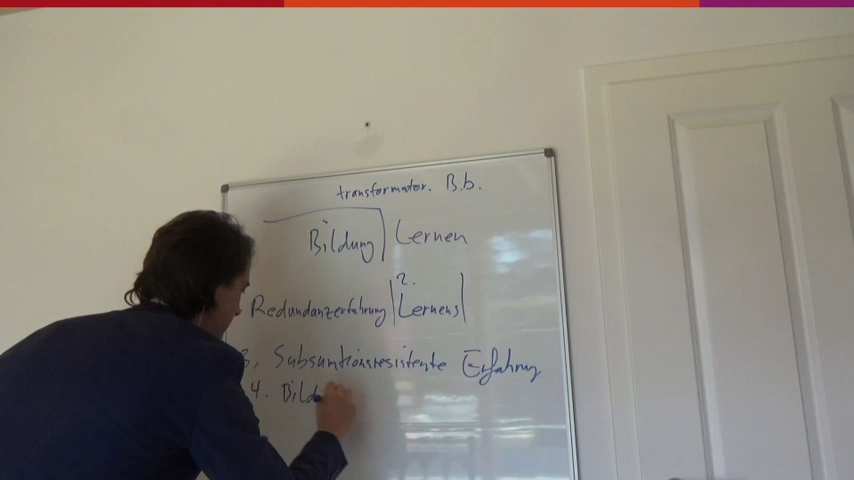 transformator. B.b.
Bildung | Lernen
2.
Redundanzerfahrung | Lernens |
3. Subsumtionsresistente Erfahrung
4. Bild